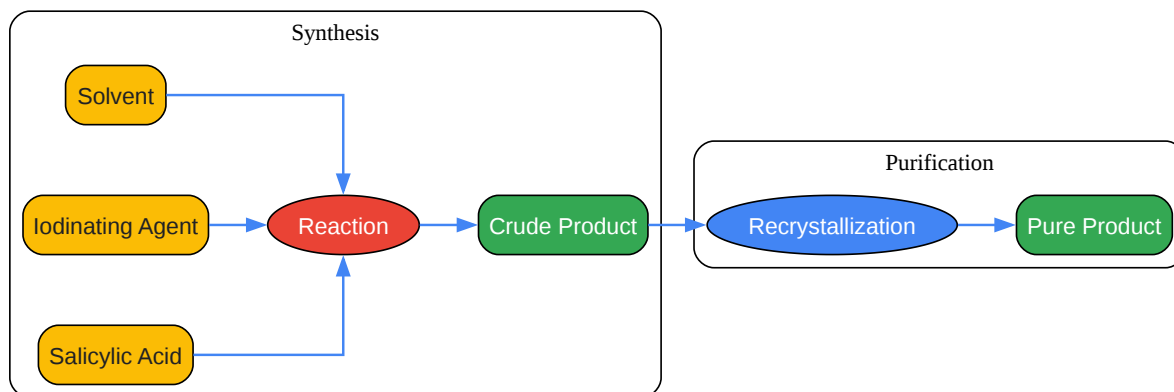 Synthesis
Solvent
Iodinating Agent
Reaction
Crude Product
Salicylic Acid
Purification
Recrystallization
Pure Product